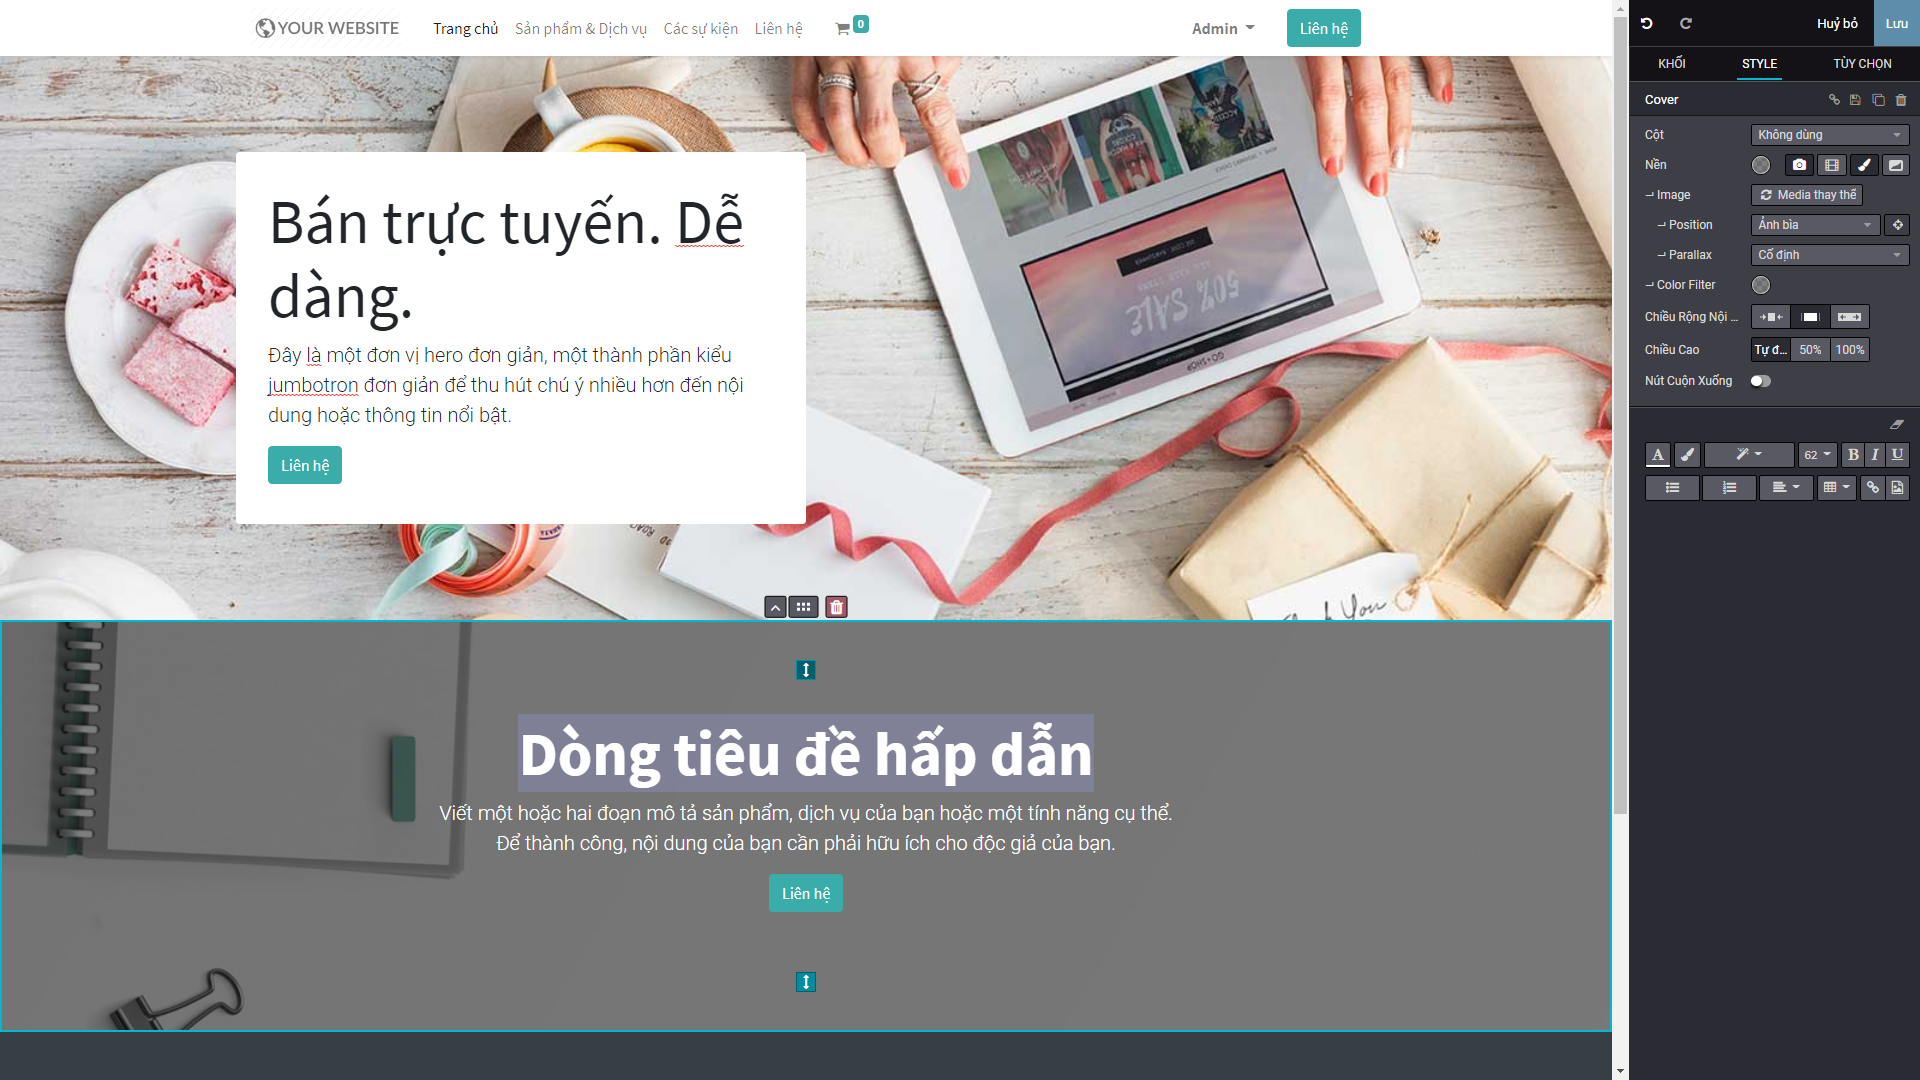 YOUR WEBSITE Trang chủ Sản phẩm & Dịch vụ Các sự kiện Liên hệ 0 Admin Liên hệ
Huỷ bỏ Lưu
KHỐI STYLE TÙY CHỌN
Bán trực tuyến. Dễ
dàng.
Đây là một đơn vị hero đơn giản, một thành phần kiểu
jumbotron đơn giản để thu hút chú ý nhiều hơn đến nội
dung hoặc thông tin nổi bật.
Liên hệ
50% SALE
Thank You
Dòng tiêu đề hấp dẫn
Viết một hoặc hai đoạn mô tả sản phẩm, dịch vụ của bạn hoặc một tính năng cụ thể.
Để thành công, nội dung của bạn cần phải hữu ích cho độc giả của bạn.
Liên hệ
Cover
Cột Không dùng
Nền
Image Media thay thế
Position Ảnh bìa
Parallax Cố định
Color Filter
Chiều Rộng Nội ...
Chiều Cao Tự đ... 50% 100%
Nút Cuộn Xuống
A 62 B I U